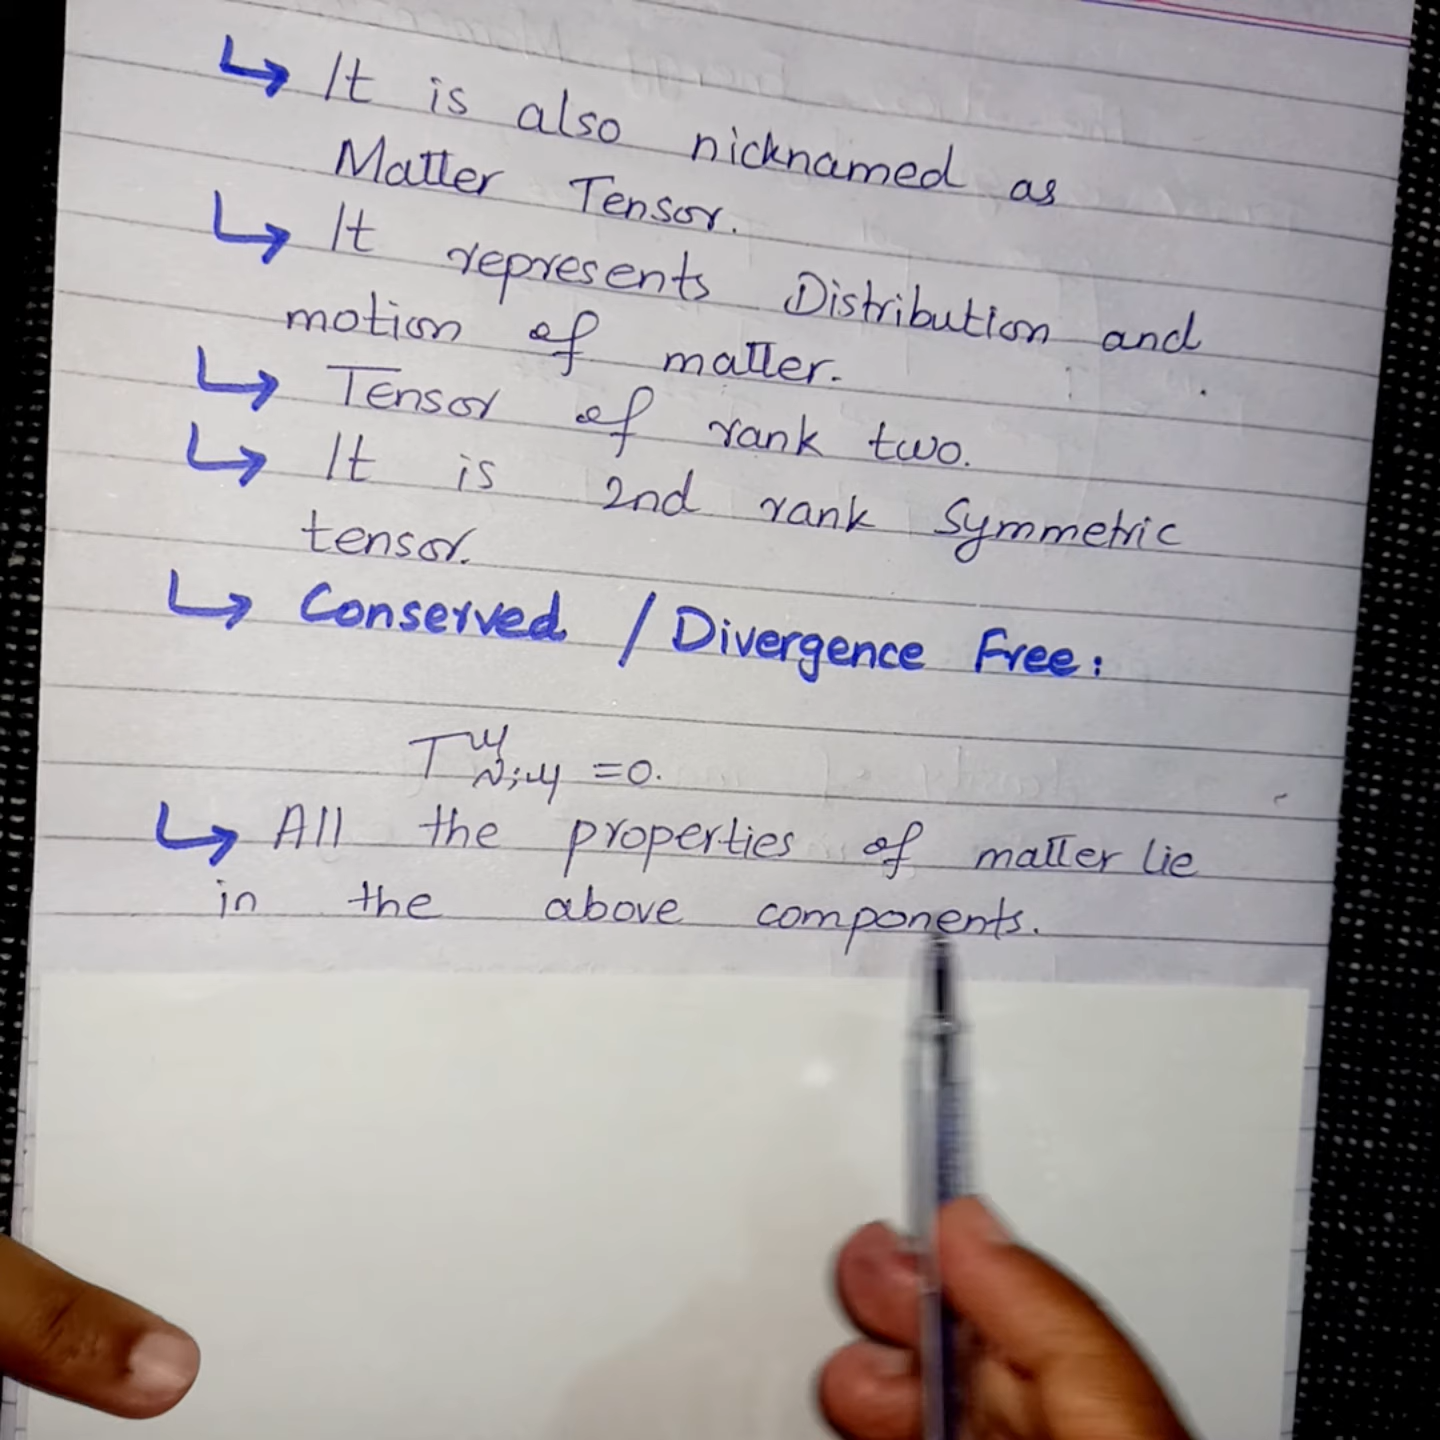 ↳ It is also nicknamed as
Matter Tensor.
↳ It represents Distribution and
motion of matter.
↳ Tensor of rank two.
↳ It is 2nd rank Symmetric
tensor.
↳ Conserved / Divergence Free:
T^μ_ν;μ =0.
↳ All the properties of matter lie
in the above components.